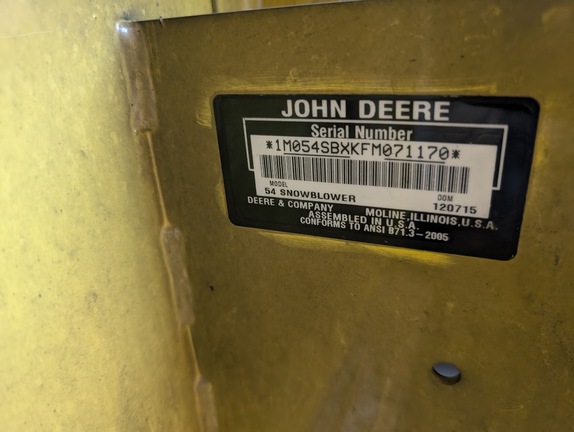 JOHN DEERE
Serial Number
*1M054SBXKFM071170*
MODEL DOM
54 SNOWBLOWER 120715
DEERE & COMPANY MOLINE, ILLINOIS, U.S.A.
ASSEMBLED IN U.S.A.
CONFORMS TO ANSI B71.3-2005